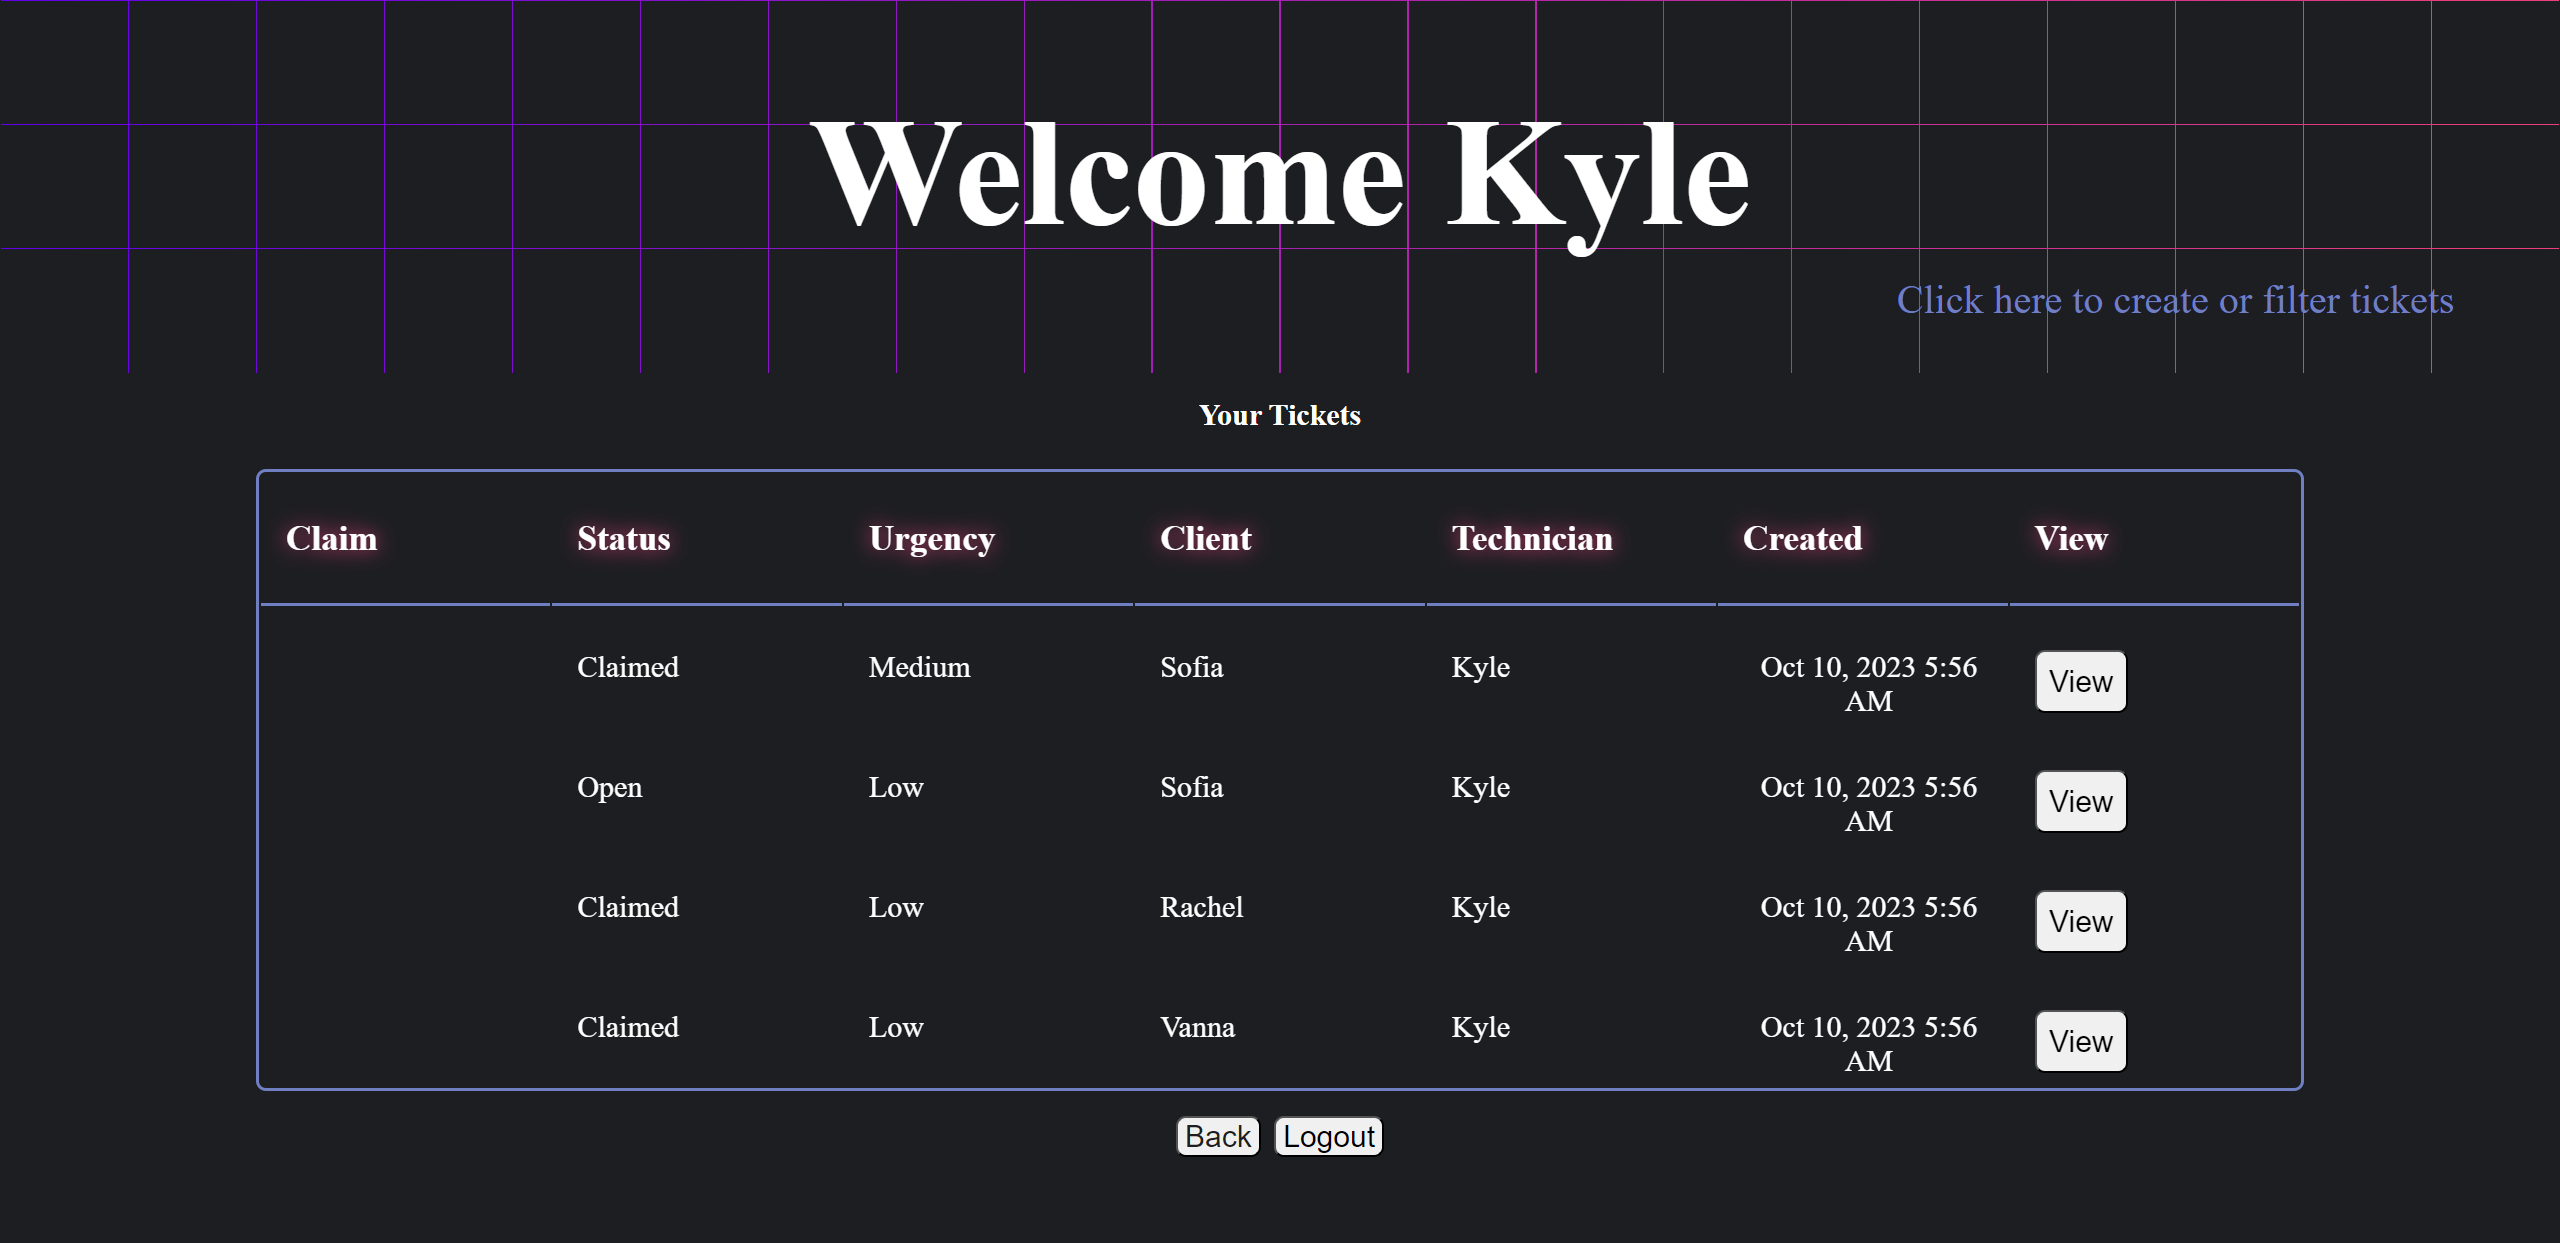 Welcome Kyle
Click here to create or filter tickets
Your Tickets
Claim Status Urgency Client Technician Created View
Claimed Medium Sofia Kyle Oct 10, 2023 5:56 View
AM
Open Low Sofia Kyle Oct 10, 2023 5:56 View
AM
Claimed Low Rachel Kyle Oct 10, 2023 5:56 View
AM
Claimed Low Vanna Kyle Oct 10, 2023 5:56 View
AM
Back Logout